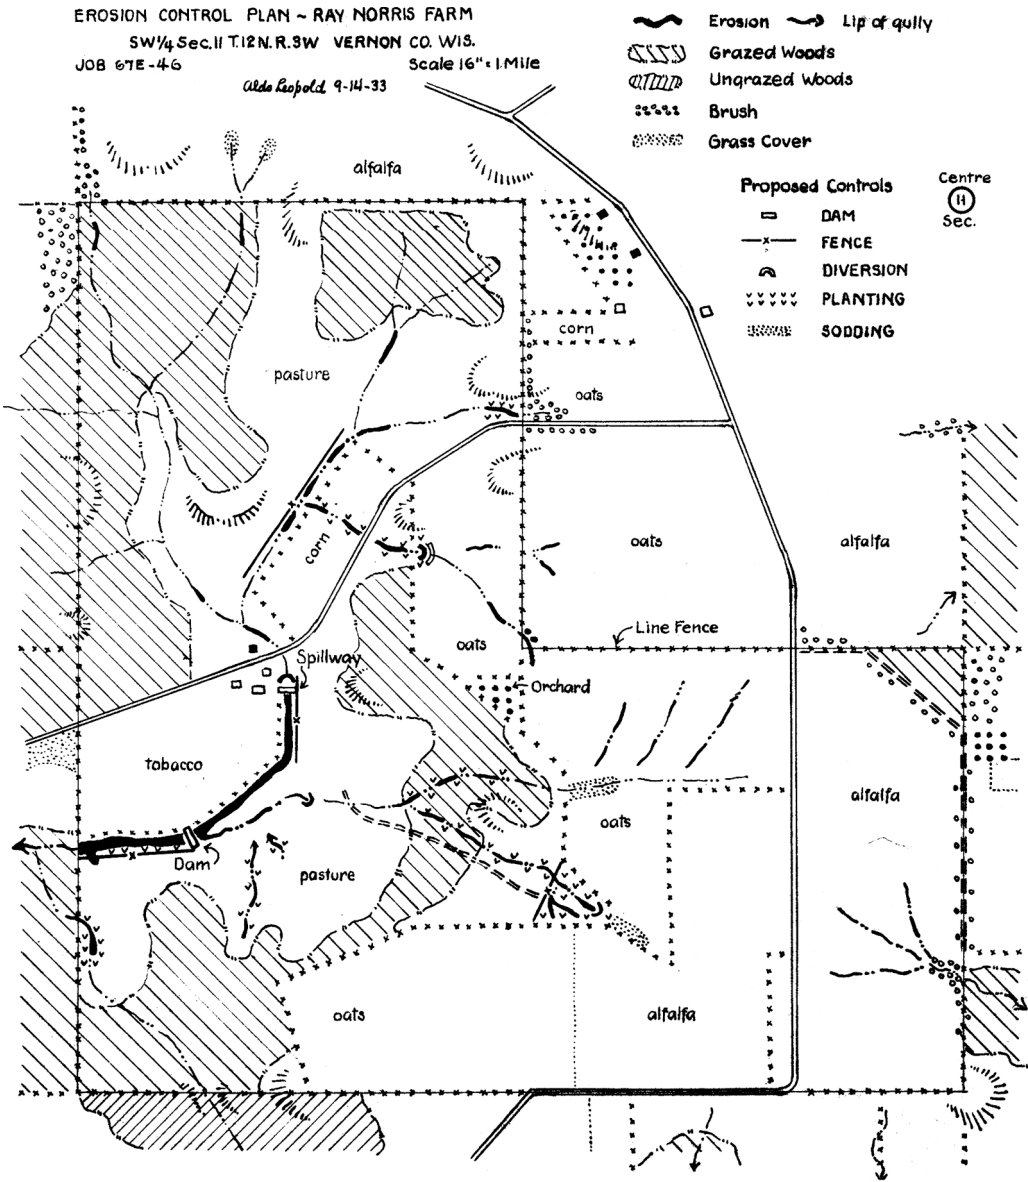 EROSION CONTROL PLAN ~ RAY NORRIS FARM
SW¼ Sec. 11 T.12N. R.3W VERNON CO. WIS.
JOB 67E-46 Scale 16" = 1 Mile
Aldo Leopold 9-14-33
Erosion Lip of gully
Grazed Woods
Ungrazed Woods
Brush
Grass Cover
Proposed Controls
DAM
FENCE
DIVERSION
PLANTING
SODDING
Centre
11
Sec.
alfalfa
corn
pasture
oats
corn
oats
alfalfa
oats
Line Fence
Spillway
Orchard
tobacco
alfalfa
oats
Dam
pasture
oats
alfalfa